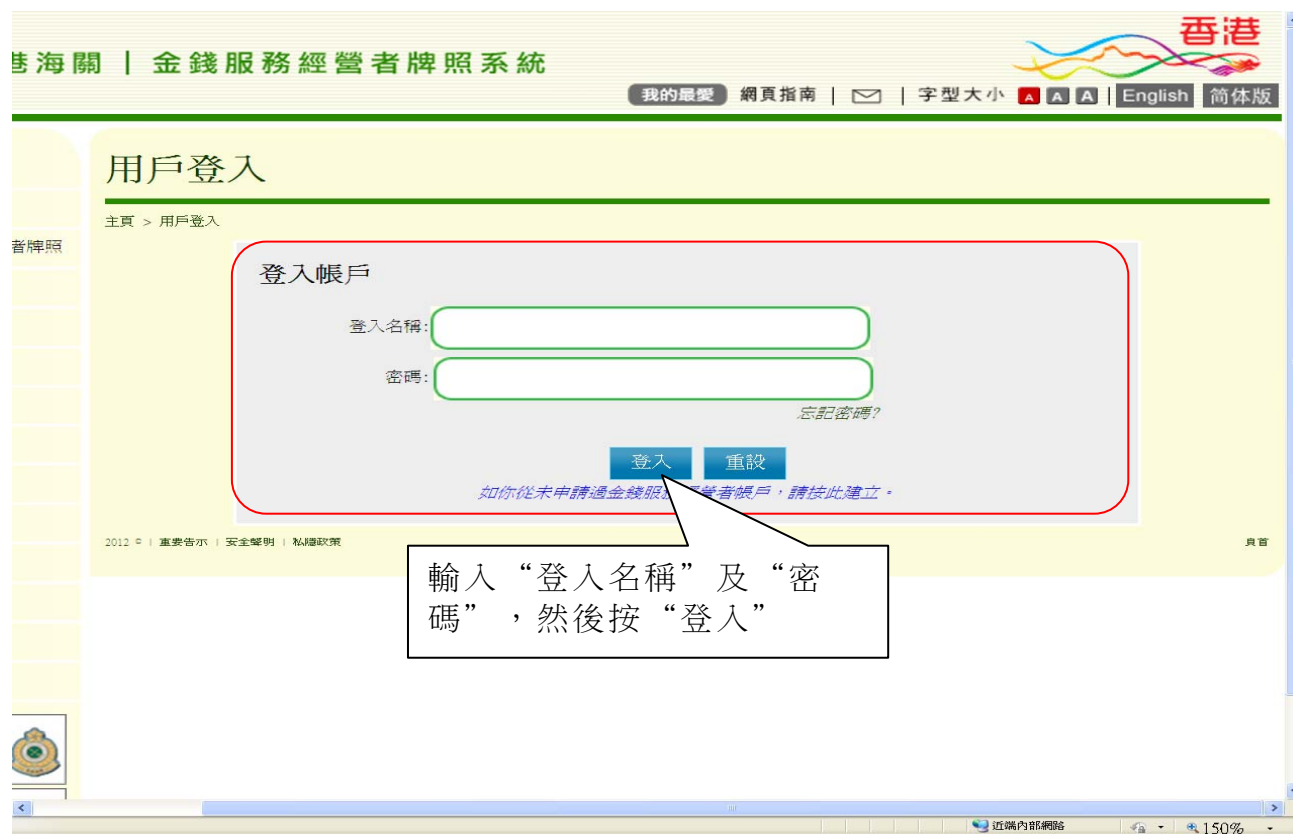 香港
港海關 | 金錢服務經營者牌照系統
我的最愛 網頁指南 | | 字型大小 A A A | English 简体版
用戶登入
主頁 > 用戶登入
者牌照
登入帳戶
登入名稱:
密碼:
忘記密碼?
登入 重設
如你從未申請過金錢服務經營者帳戶，請按此建立。
2012 © | 重要告示 | 安全聲明 | 私隱政策 頁首
輸入“登入名稱”及“密
碼”，然後按“登入”
近端內部網路 150%